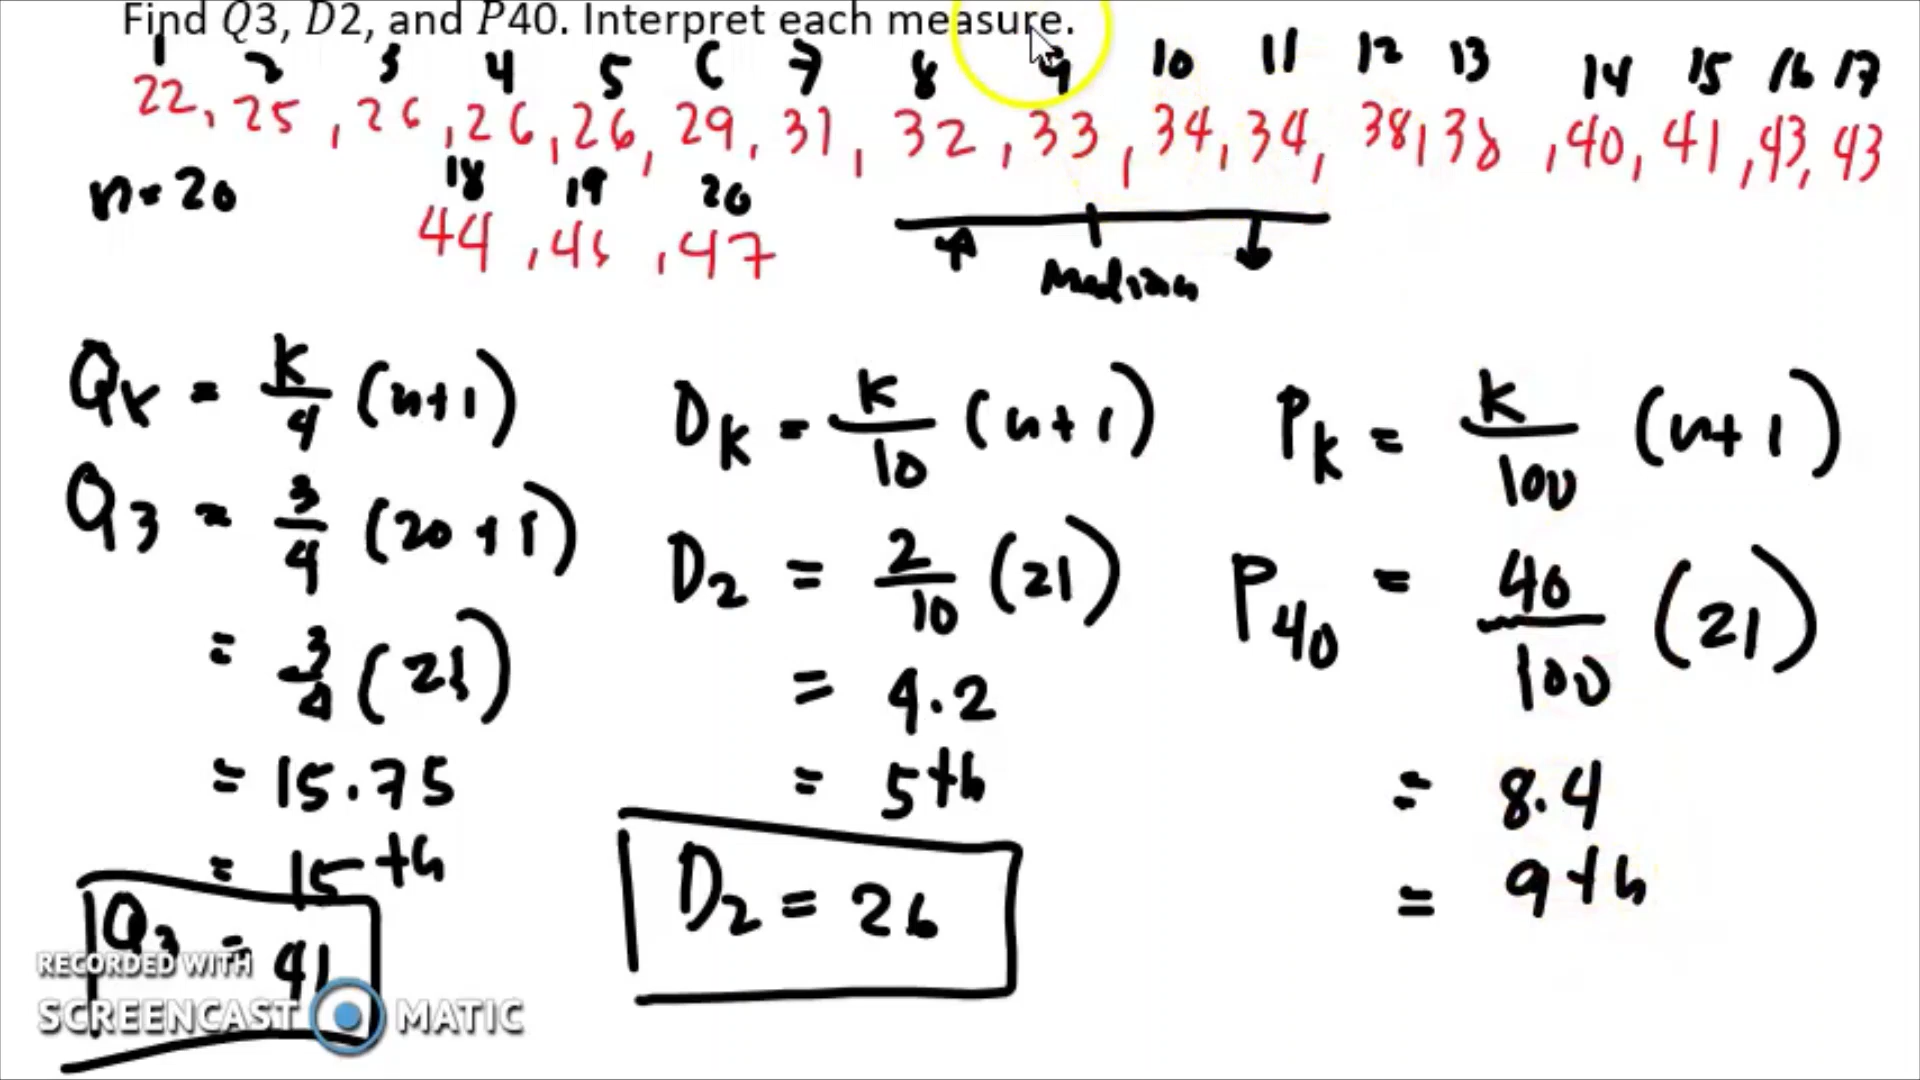 Find Q3, D2, and P40. Interpret each measure.
1 2 3 4 5 6 7 8 9 10 11 12 13 14 15 16 17
22, 25, 26, 26, 26, 29, 31, 32, 33, 34, 34, 38, 38, 40, 41, 43, 43
n = 20
18 19 20
44, 45, 47
Median
Qk = k/4 (n+1)
Dk = k/10 (n+1)
Pk = k/100 (n+1)
Q3 = 3/4 (20+1)
D2 = 2/10 (21)
P40 = 40/100 (21)
= 3/4 (21)
= 4.2
= 8.4
= 15.75
= 5th
= 9th
= 15th
D2 = 26
Q3 = 41
RECORDED WITH
SCREENCAST MATIC